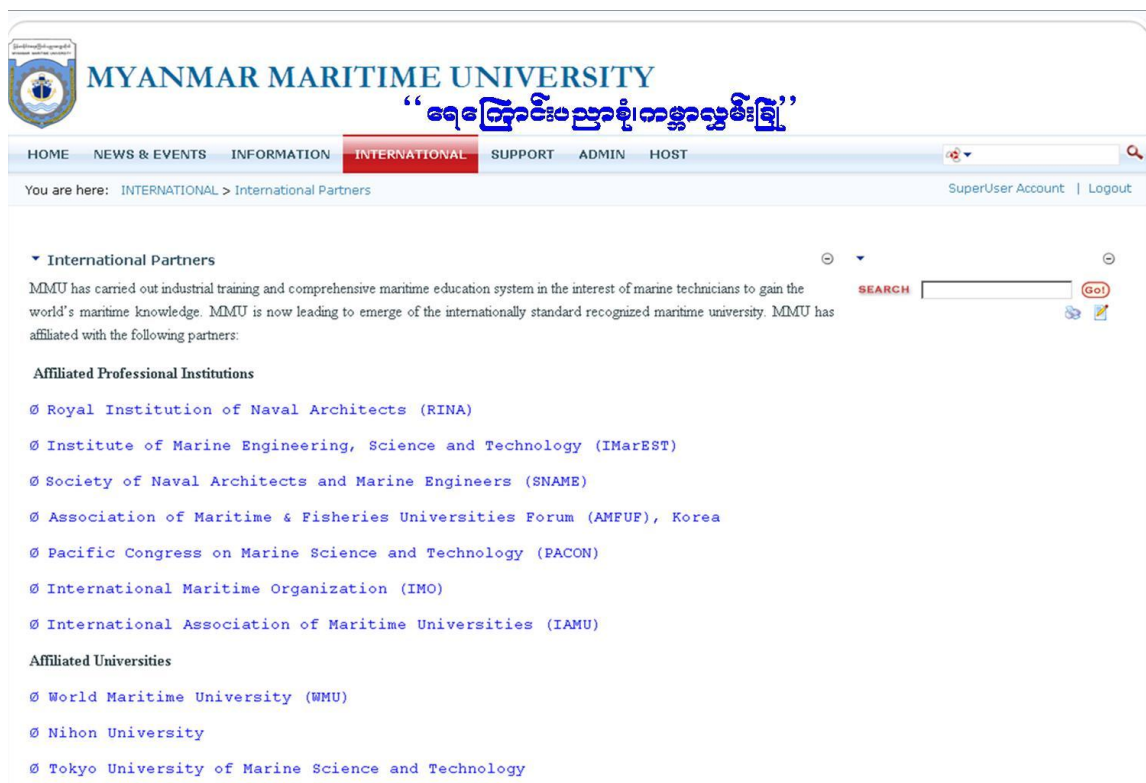 MYANMAR MARITIME UNIVERSITY
“ရေကြောင်းပညာစုံ၊ကမ္ဘာလွှမ်းခြုံ”
HOME NEWS & EVENTS INFORMATION INTERNATIONAL SUPPORT ADMIN HOST
You are here: INTERNATIONAL > International Partners SuperUser Account | Logout
International Partners
MMU has carried out industrial training and comprehensive maritime education system in the interest of marine technicians to gain the
world's maritime knowledge. MMU is now leading to emerge of the internationally standard recognized maritime university. MMU has
affiliated with the following partners:
SEARCH Go!
Affiliated Professional Institutions
Ø Royal Institution of Naval Architects (RINA)
Ø Institute of Marine Engineering, Science and Technology (IMarEST)
Ø Society of Naval Architects and Marine Engineers (SNAME)
Ø Association of Maritime & Fisheries Universities Forum (AMFUF), Korea
Ø Pacific Congress on Marine Science and Technology (PACON)
Ø International Maritime Organization (IMO)
Ø International Association of Maritime Universities (IAMU)
Affiliated Universities
Ø World Maritime University (WMU)
Ø Nihon University
Ø Tokyo University of Marine Science and Technology